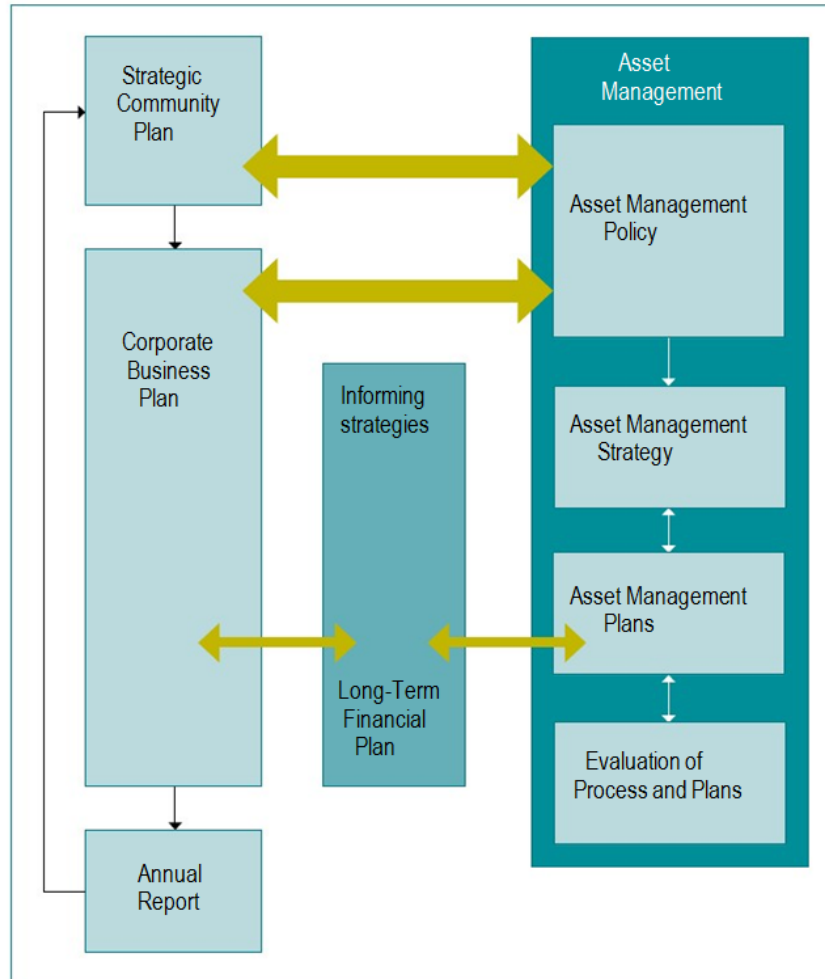 Strategic
Community
Plan
Corporate
Business
Plan
Annual
Report
Informing
strategies
Long-Term
Financial
Plan
Asset
Management
Asset Management
Policy
Asset Management
Strategy
Asset Management
Plans
Evaluation of
Process and Plans